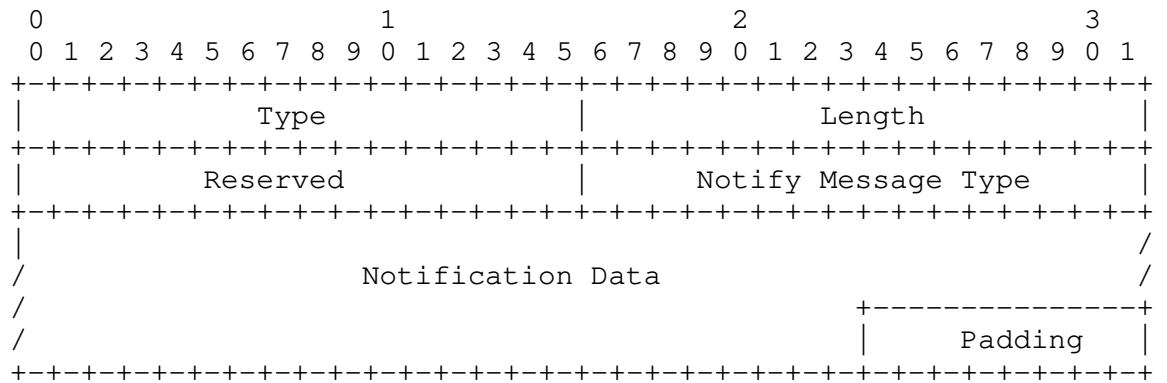 0                   1                   2                   3
 0 1 2 3 4 5 6 7 8 9 0 1 2 3 4 5 6 7 8 9 0 1 2 3 4 5 6 7 8 9 0 1
+-+-+-+-+-+-+-+-+-+-+-+-+-+-+-+-+-+-+-+-+-+-+-+-+-+-+-+-+-+-+-+-+
|             Type              |             Length            |
+-+-+-+-+-+-+-+-+-+-+-+-+-+-+-+-+-+-+-+-+-+-+-+-+-+-+-+-+-+-+-+-+
|          Reserved             |      Notify Message Type      |
+-+-+-+-+-+-+-+-+-+-+-+-+-+-+-+-+-+-+-+-+-+-+-+-+-+-+-+-+-+-+-+-+
|                                                               /
/                   Notification Data                           /
/                                               +---------------+
/                                               |     Padding   |
+-+-+-+-+-+-+-+-+-+-+-+-+-+-+-+-+-+-+-+-+-+-+-+-+-+-+-+-+-+-+-+-+